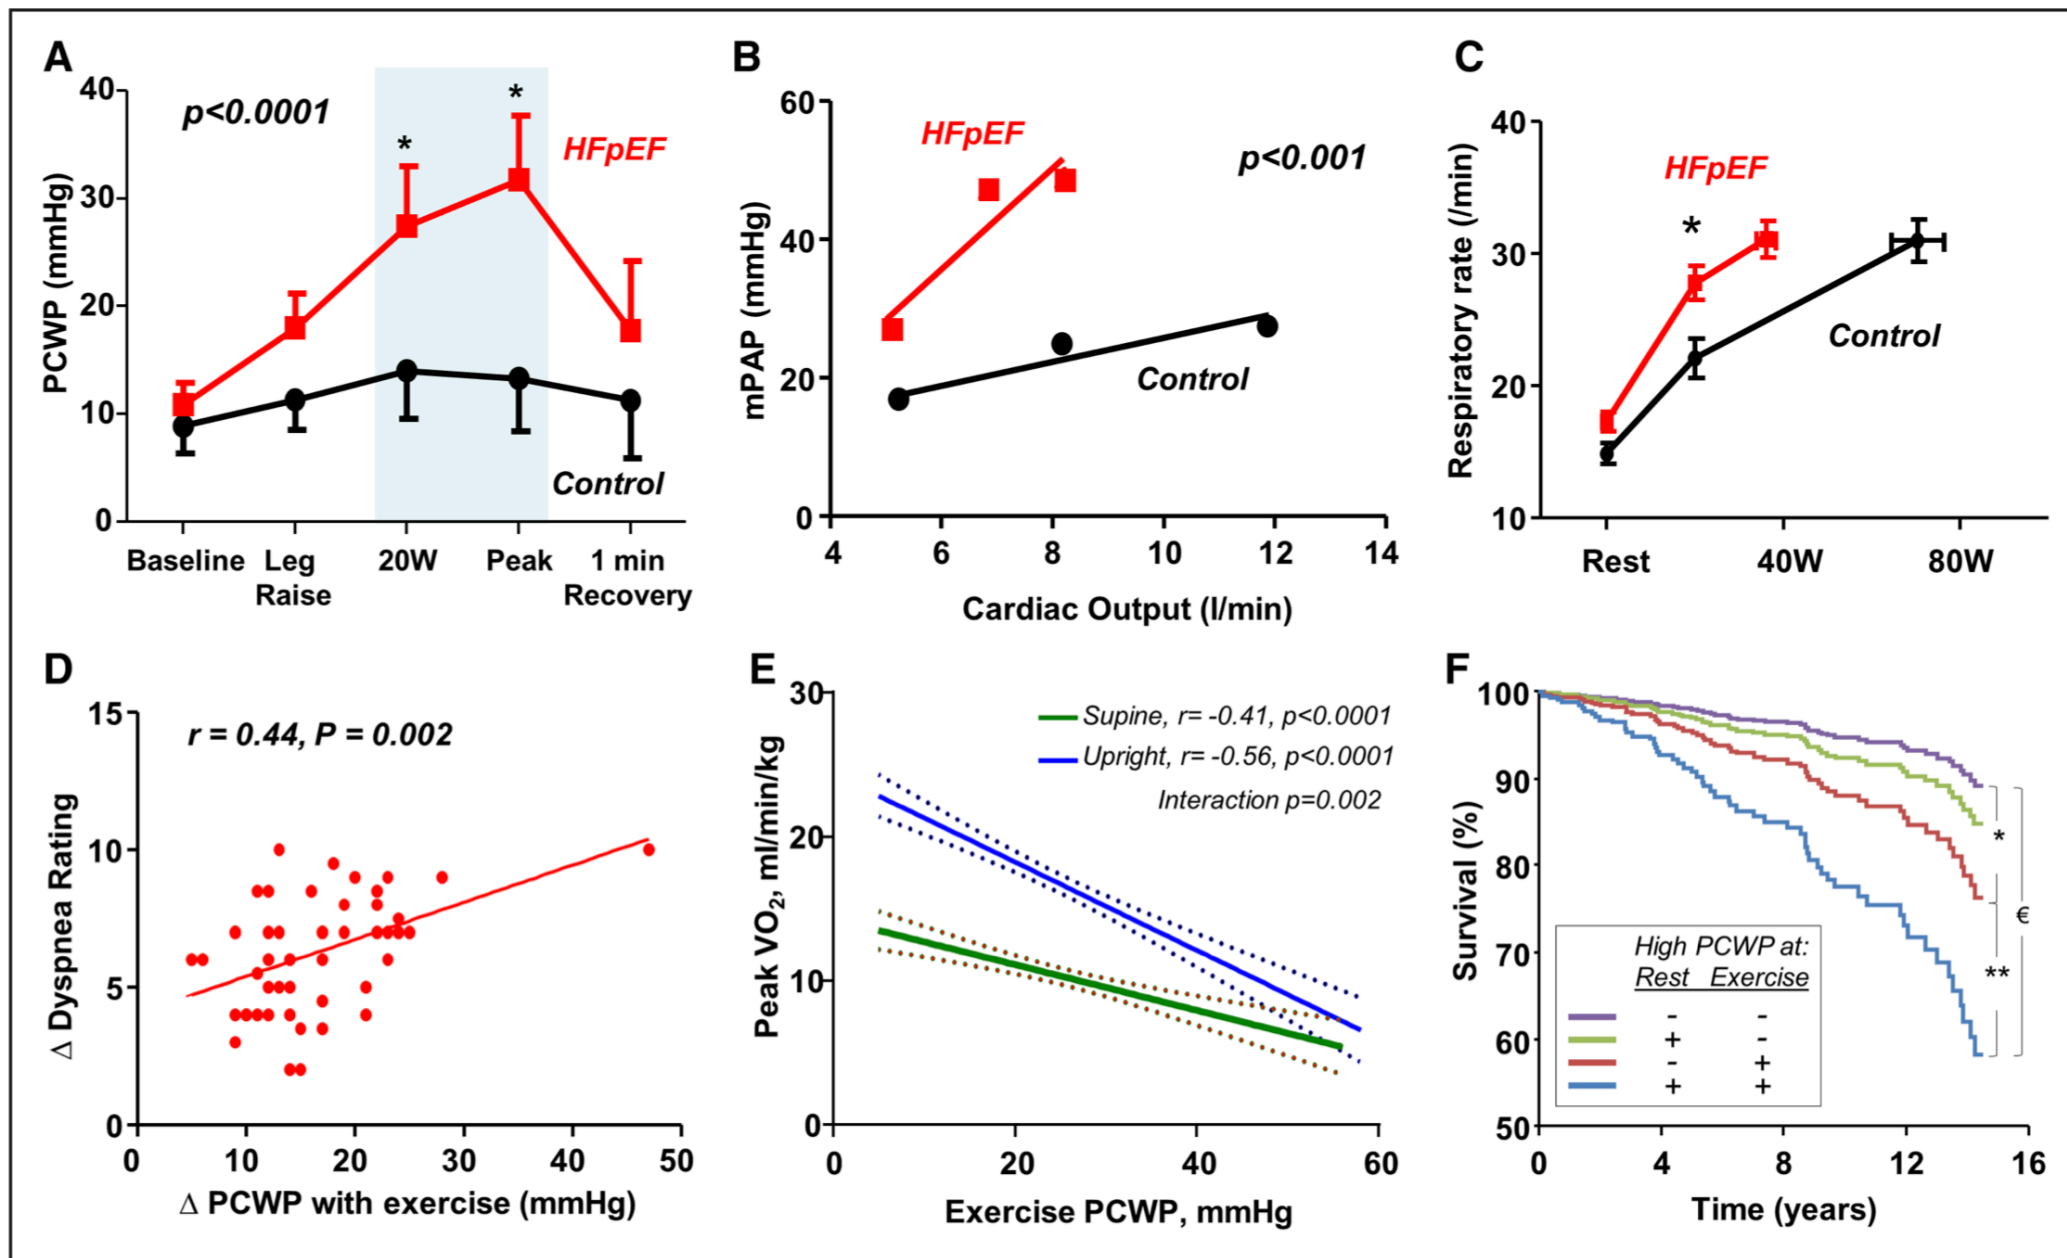 A
PCWP (mmHg)
40
30
20
10
0
p<0.0001
*
*
HFpEF
Control
Baseline
Leg
Raise
20W
Peak
1 min
Recovery
B
mPAP (mmHg)
60
40
20
0
HFpEF
p<0.001
Control
4 6 8 10 12 14
Cardiac Output (l/min)
C
Respiratory rate (/min)
40
30
20
10
HFpEF
*
Control
Rest 40W 80W
D
Δ Dyspnea Rating
15
10
5
0
r = 0.44, P = 0.002
0 10 20 30 40 50
Δ PCWP with exercise (mmHg)
E
Peak VO₂, ml/min/kg
30
20
10
0
Supine, r= -0.41, p<0.0001
Upright, r= -0.56, p<0.0001
Interaction p=0.002
0 20 40 60
Exercise PCWP, mmHg
F
Survival (%)
100
90
80
70
60
50
*
**
€
High PCWP at:
Rest Exercise
- -
+ -
- +
+ +
0 4 8 12 16
Time (years)